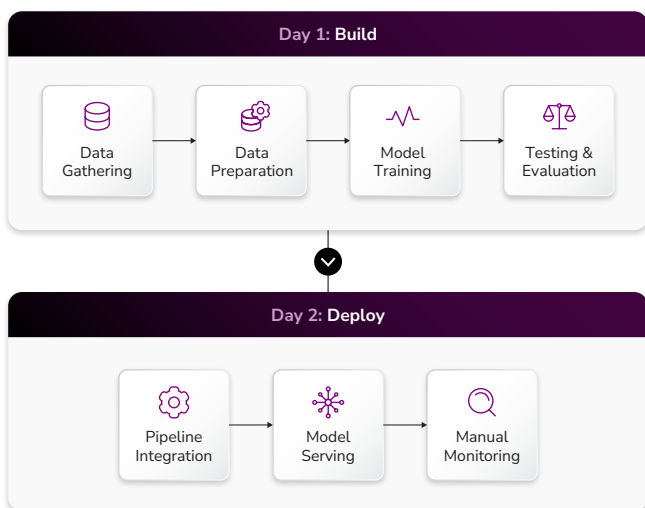 Day 1: Build
Data
Gathering
Data
Preparation
Model
Training
Testing &
Evaluation
Day 2: Deploy
Pipeline
Integration
Model
Serving
Manual
Monitoring